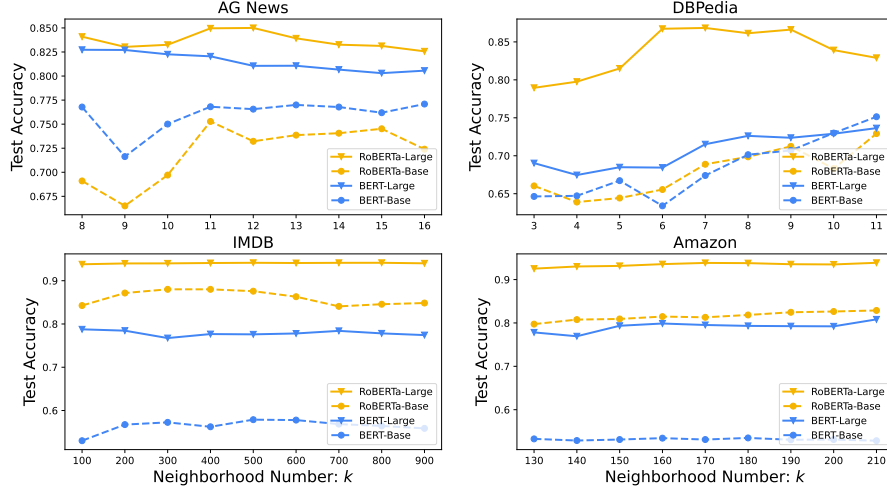 AG News
Test Accuracy
0.850
0.825
0.800
0.775
0.750
0.725
0.700
0.675
8 9 10 11 12 13 14 15 16
RoBERTa-Large
RoBERTa-Base
BERT-Large
BERT-Base
DBPedia
Test Accuracy
0.85
0.80
0.75
0.70
0.65
3 4 5 6 7 8 9 10 11
RoBERTa-Large
RoBERTa-Base
BERT-Large
BERT-Base
IMDB
Test Accuracy
0.9
0.8
0.7
0.6
100 200 300 400 500 600 700 800 900
Neighborhood Number: k
RoBERTa-Large
RoBERTa-Base
BERT-Large
BERT-Base
Amazon
Test Accuracy
0.9
0.8
0.7
0.6
130 140 150 160 170 180 190 200 210
Neighborhood Number: k
RoBERTa-Large
RoBERTa-Base
BERT-Large
BERT-Base